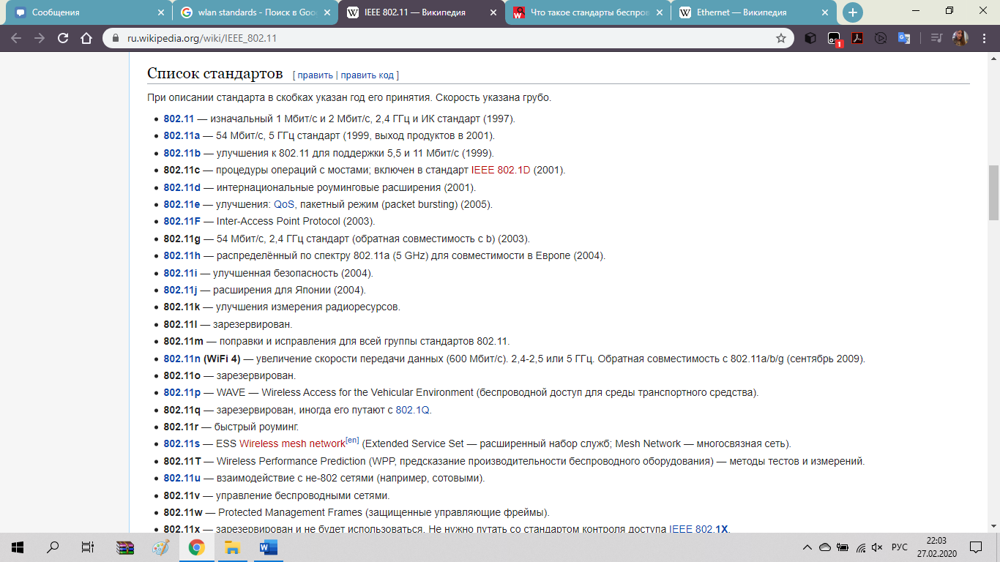 Сообщения
wlan standards - Поиск в Goo
IEEE 802.11 — Википедия
Что такое стандарты беспров
Ethernet — Википедия
ru.wikipedia.org/wiki/IEEE_802.11
1
Список стандартов [ править | править код ]
При описании стандарта в скобках указан год его принятия. Скорость указана грубо.
• 802.11 — изначальный 1 Мбит/с и 2 Мбит/с, 2,4 ГГц и ИК стандарт (1997).
• 802.11a — 54 Мбит/с, 5 ГГц стандарт (1999, выход продуктов в 2001).
• 802.11b — улучшения к 802.11 для поддержки 5,5 и 11 Мбит/с (1999).
• 802.11c — процедуры операций с мостами; включен в стандарт IEEE 802.1D (2001).
• 802.11d — интернациональные роуминговые расширения (2001).
• 802.11e — улучшения: QoS, пакетный режим (packet bursting) (2005).
• 802.11F — Inter-Access Point Protocol (2003).
• 802.11g — 54 Мбит/с, 2,4 ГГц стандарт (обратная совместимость с b) (2003).
• 802.11h — распределённый по спектру 802.11a (5 GHz) для совместимости в Европе (2004).
• 802.11i — улучшенная безопасность (2004).
• 802.11j — расширения для Японии (2004).
• 802.11k — улучшения измерения радиоресурсов.
• 802.11l — зарезервирован.
• 802.11m — поправки и исправления для всей группы стандартов 802.11.
• 802.11n (WiFi 4) — увеличение скорости передачи данных (600 Мбит/с). 2,4-2,5 или 5 ГГц. Обратная совместимость с 802.11a/b/g (сентябрь 2009).
• 802.11o — зарезервирован.
• 802.11p — WAVE — Wireless Access for the Vehicular Environment (беспроводной доступ для среды транспортного средства).
• 802.11q — зарезервирован, иногда его путают с 802.1Q.
• 802.11r — быстрый роуминг.
• 802.11s — ESS Wireless mesh network[en] (Extended Service Set — расширенный набор служб; Mesh Network — многосвязная сеть).
• 802.11T — Wireless Performance Prediction (WPP, предсказание производительности беспроводного оборудования) — методы тестов и измерений.
• 802.11u — взаимодействие с не-802 сетями (например, сотовыми).
• 802.11v — управление беспроводными сетями.
• 802.11w — Protected Management Frames (защищенные управляющие фреймы).
• 802.11x — зарезервирован и не будет использоваться. Не нужно путать со стандартом контроля доступа IEEE 802.1X.
РУС
22:03
27.02.2020